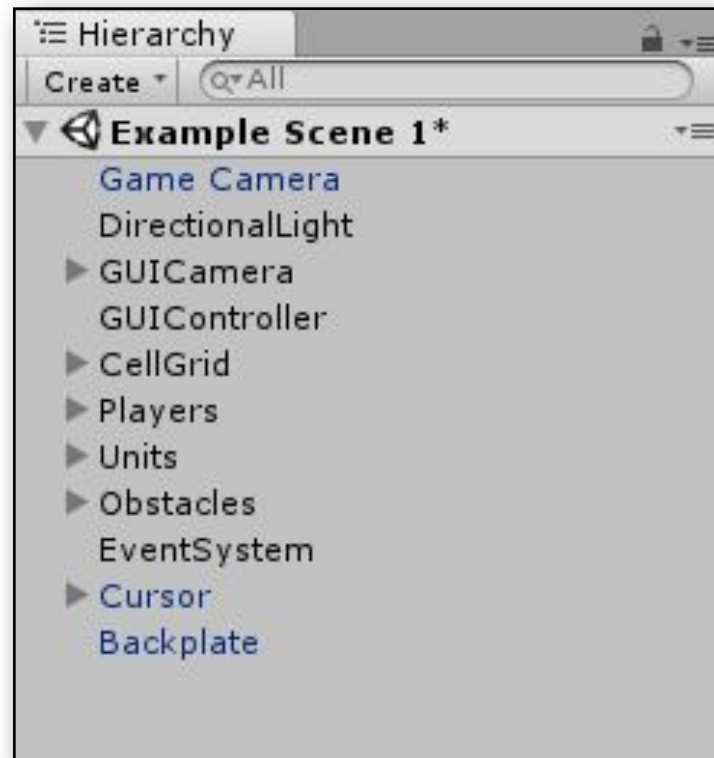 Hierarchy
Create All
Example Scene 1*
Game Camera
DirectionalLight
GUICamera
GUIController
CellGrid
Players
Units
Obstacles
EventSystem
Cursor
Backplate